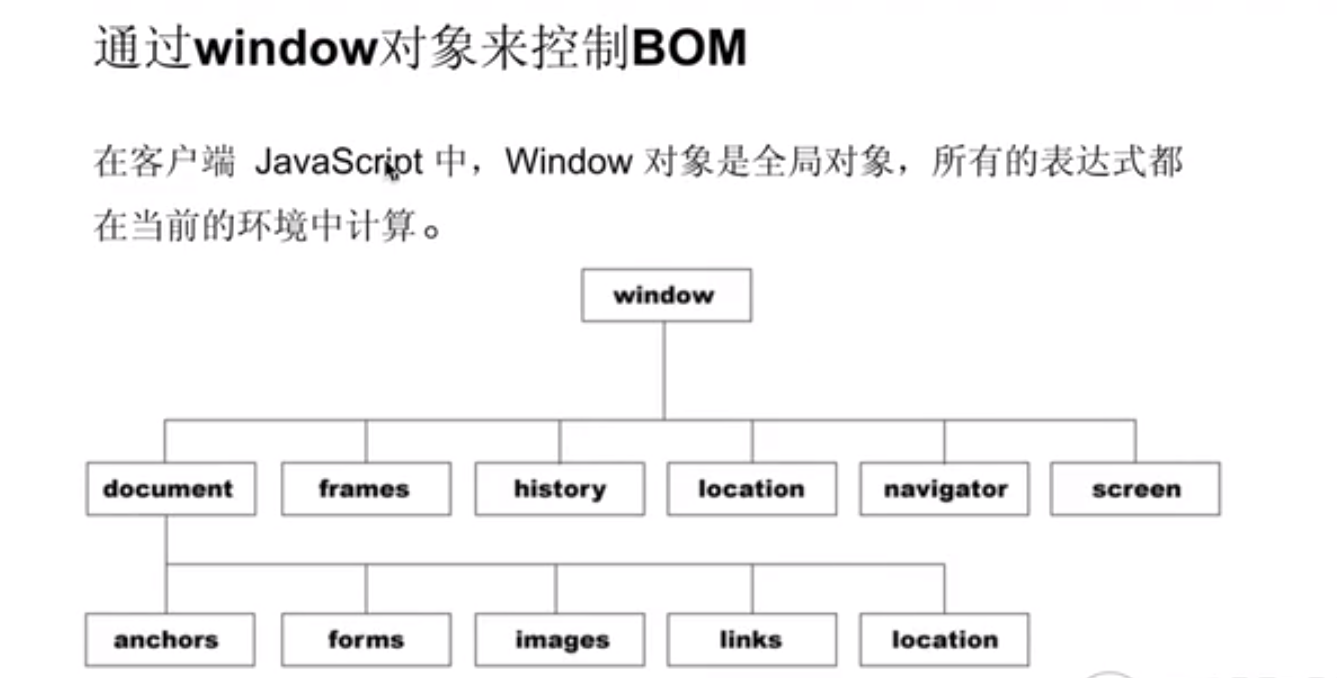 通过window对象来控制BOM
在客户端 JavaScript 中，Window 对象是全局对象，所有的表达式都
在当前的环境中计算。
window
document frames history location navigator screen
anchors forms images links location